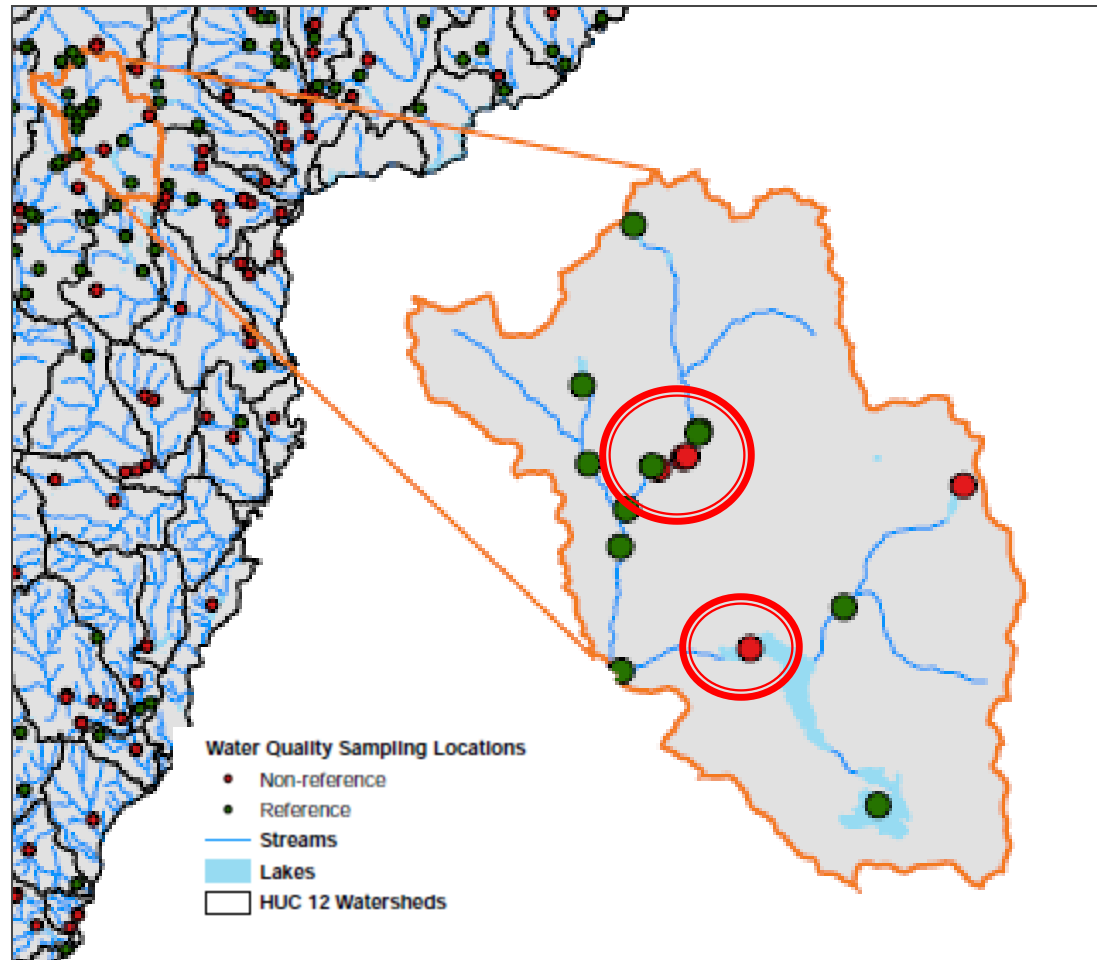 Water Quality Sampling Locations
Non-reference
Reference
Streams
Lakes
HUC 12 Watersheds